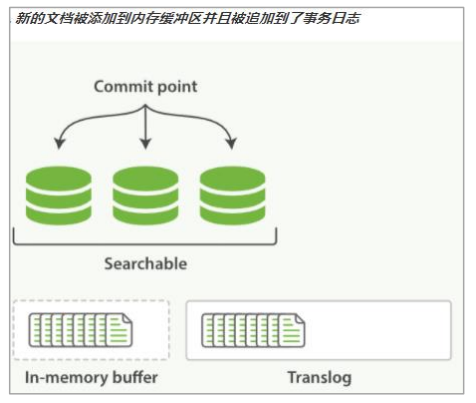 . 新的文档被添加到内存缓冲区并且被追加到了事务日志
Commit point
Searchable
In-memory buffer
Translog